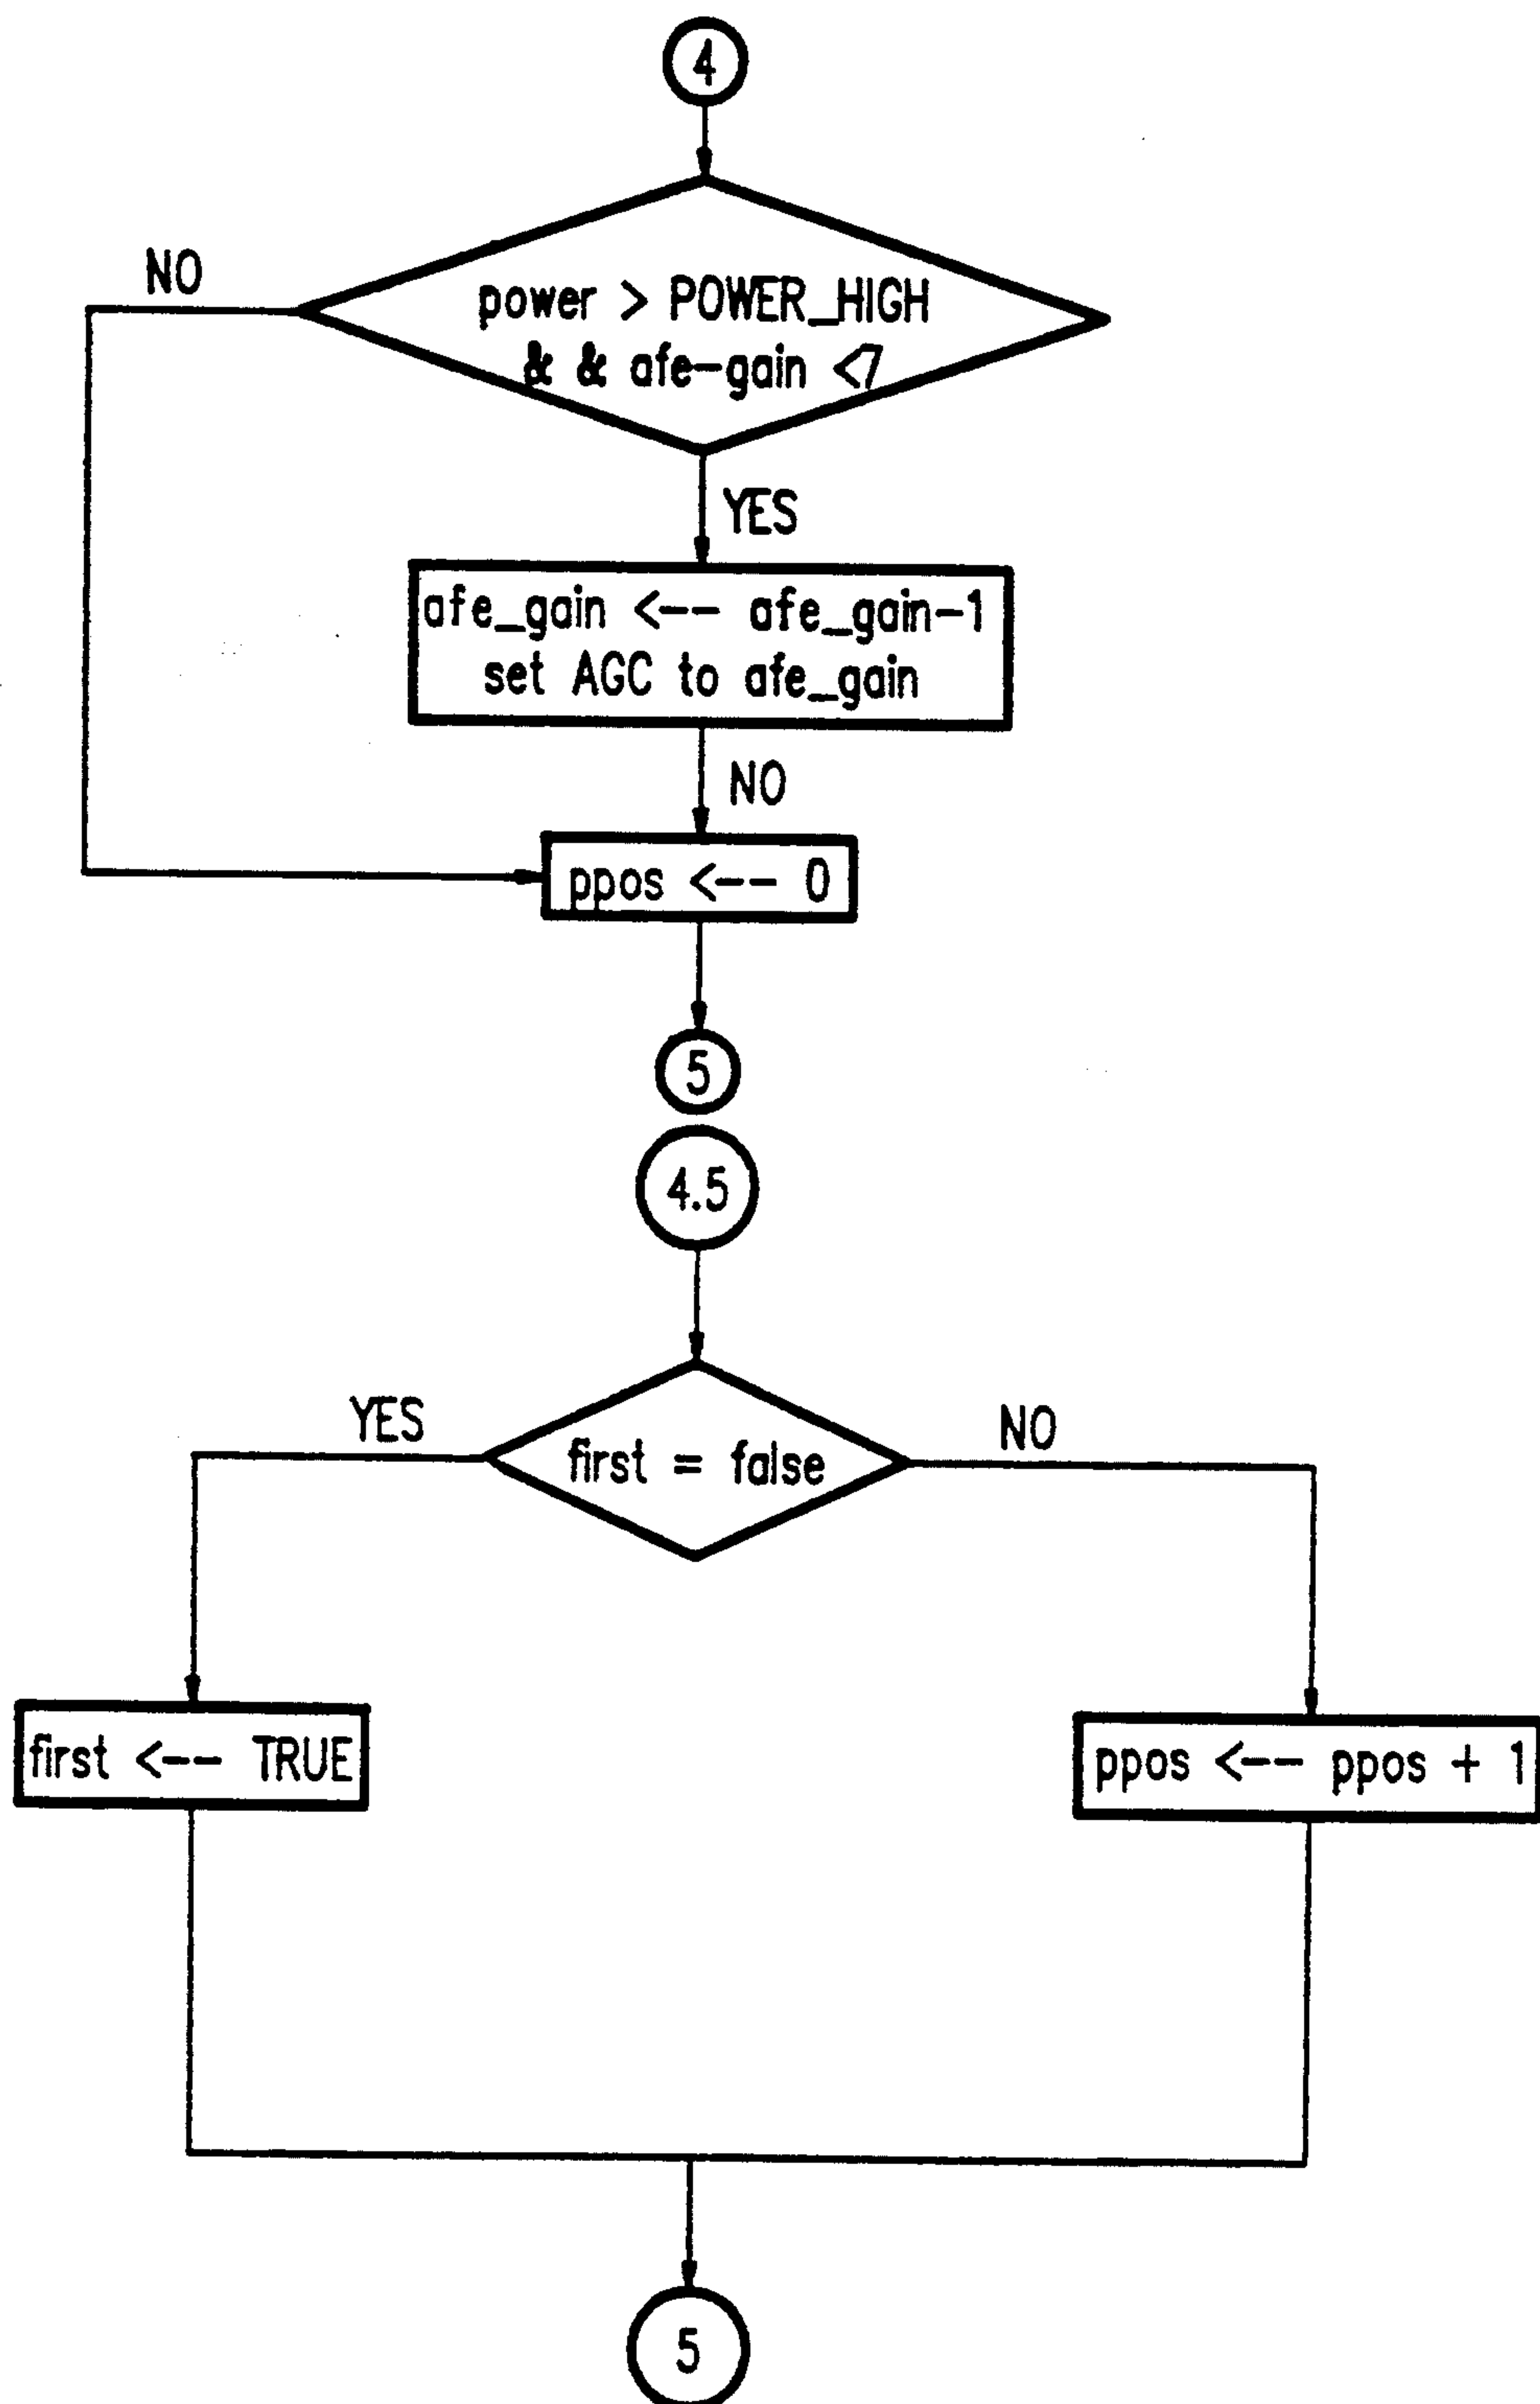 4
NO
power > POWER_HIGH
& & afe-gain <7
YES
afe_gain <-- afe_gain-1
set AGC to afe_gain
NO
ppos <-- 0
5
4.5
YES
NO
first = false
first <-- TRUE
ppos <-- ppos + 1
5